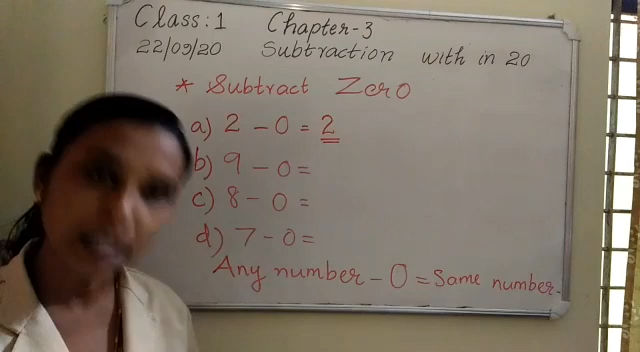 Class:1 Chapter-3
22/09/20 Subtraction with in 20
* Subtract Zero
a) 2 - 0 = 2
b) 9 - 0 =
c) 8 - 0 =
d) 7 - 0 =
Any number - 0 = Same number.